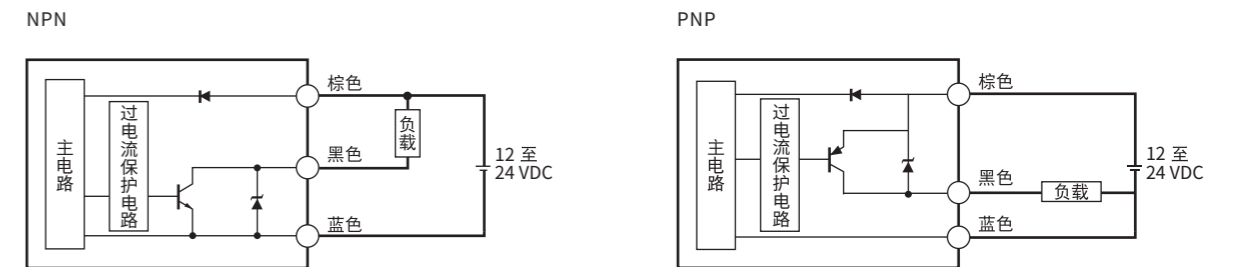 NPN
PNP
棕色
负载
过电流保护电路
主电路
黑色
12 至
24 VDC
蓝色
棕色
过电流保护电路
主电路
12 至
24 VDC
黑色
负载
蓝色